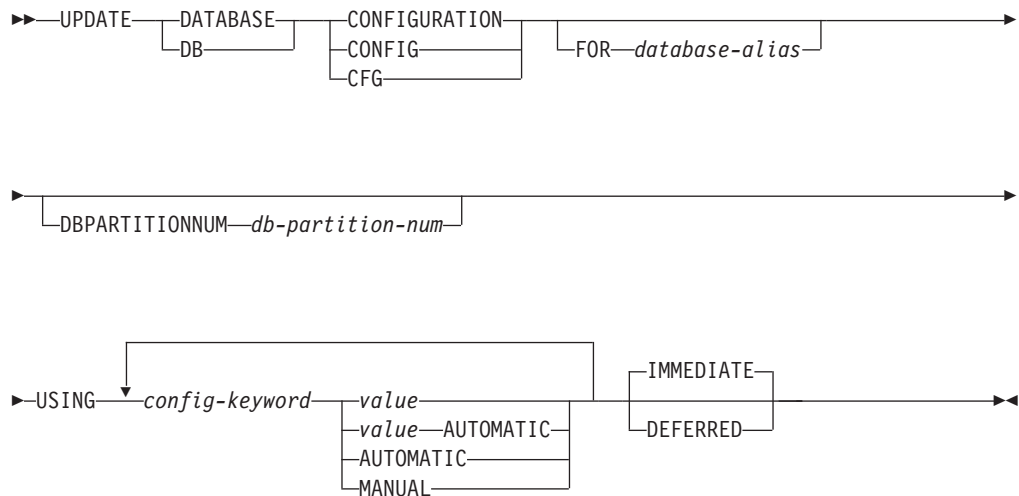 UPDATE DATABASE CONFIGURATION
DB CONFIG FOR database-alias
CFG
DBPARTITIONNUM db-partition-num
IMMEDIATE
USING config-keyword value
value AUTOMATIC DEFERRED
AUTOMATIC
MANUAL